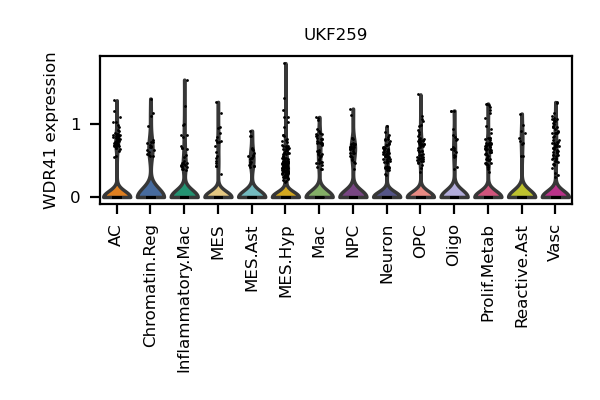 UKF259
WDR41 expression
1
0
AC
Chromatin.Reg
Inflammatory.Mac
MES
MES.Ast
MES.Hyp
Mac
NPC
Neuron
OPC
Oligo
Prolif.Metab
Reactive.Ast
Vasc